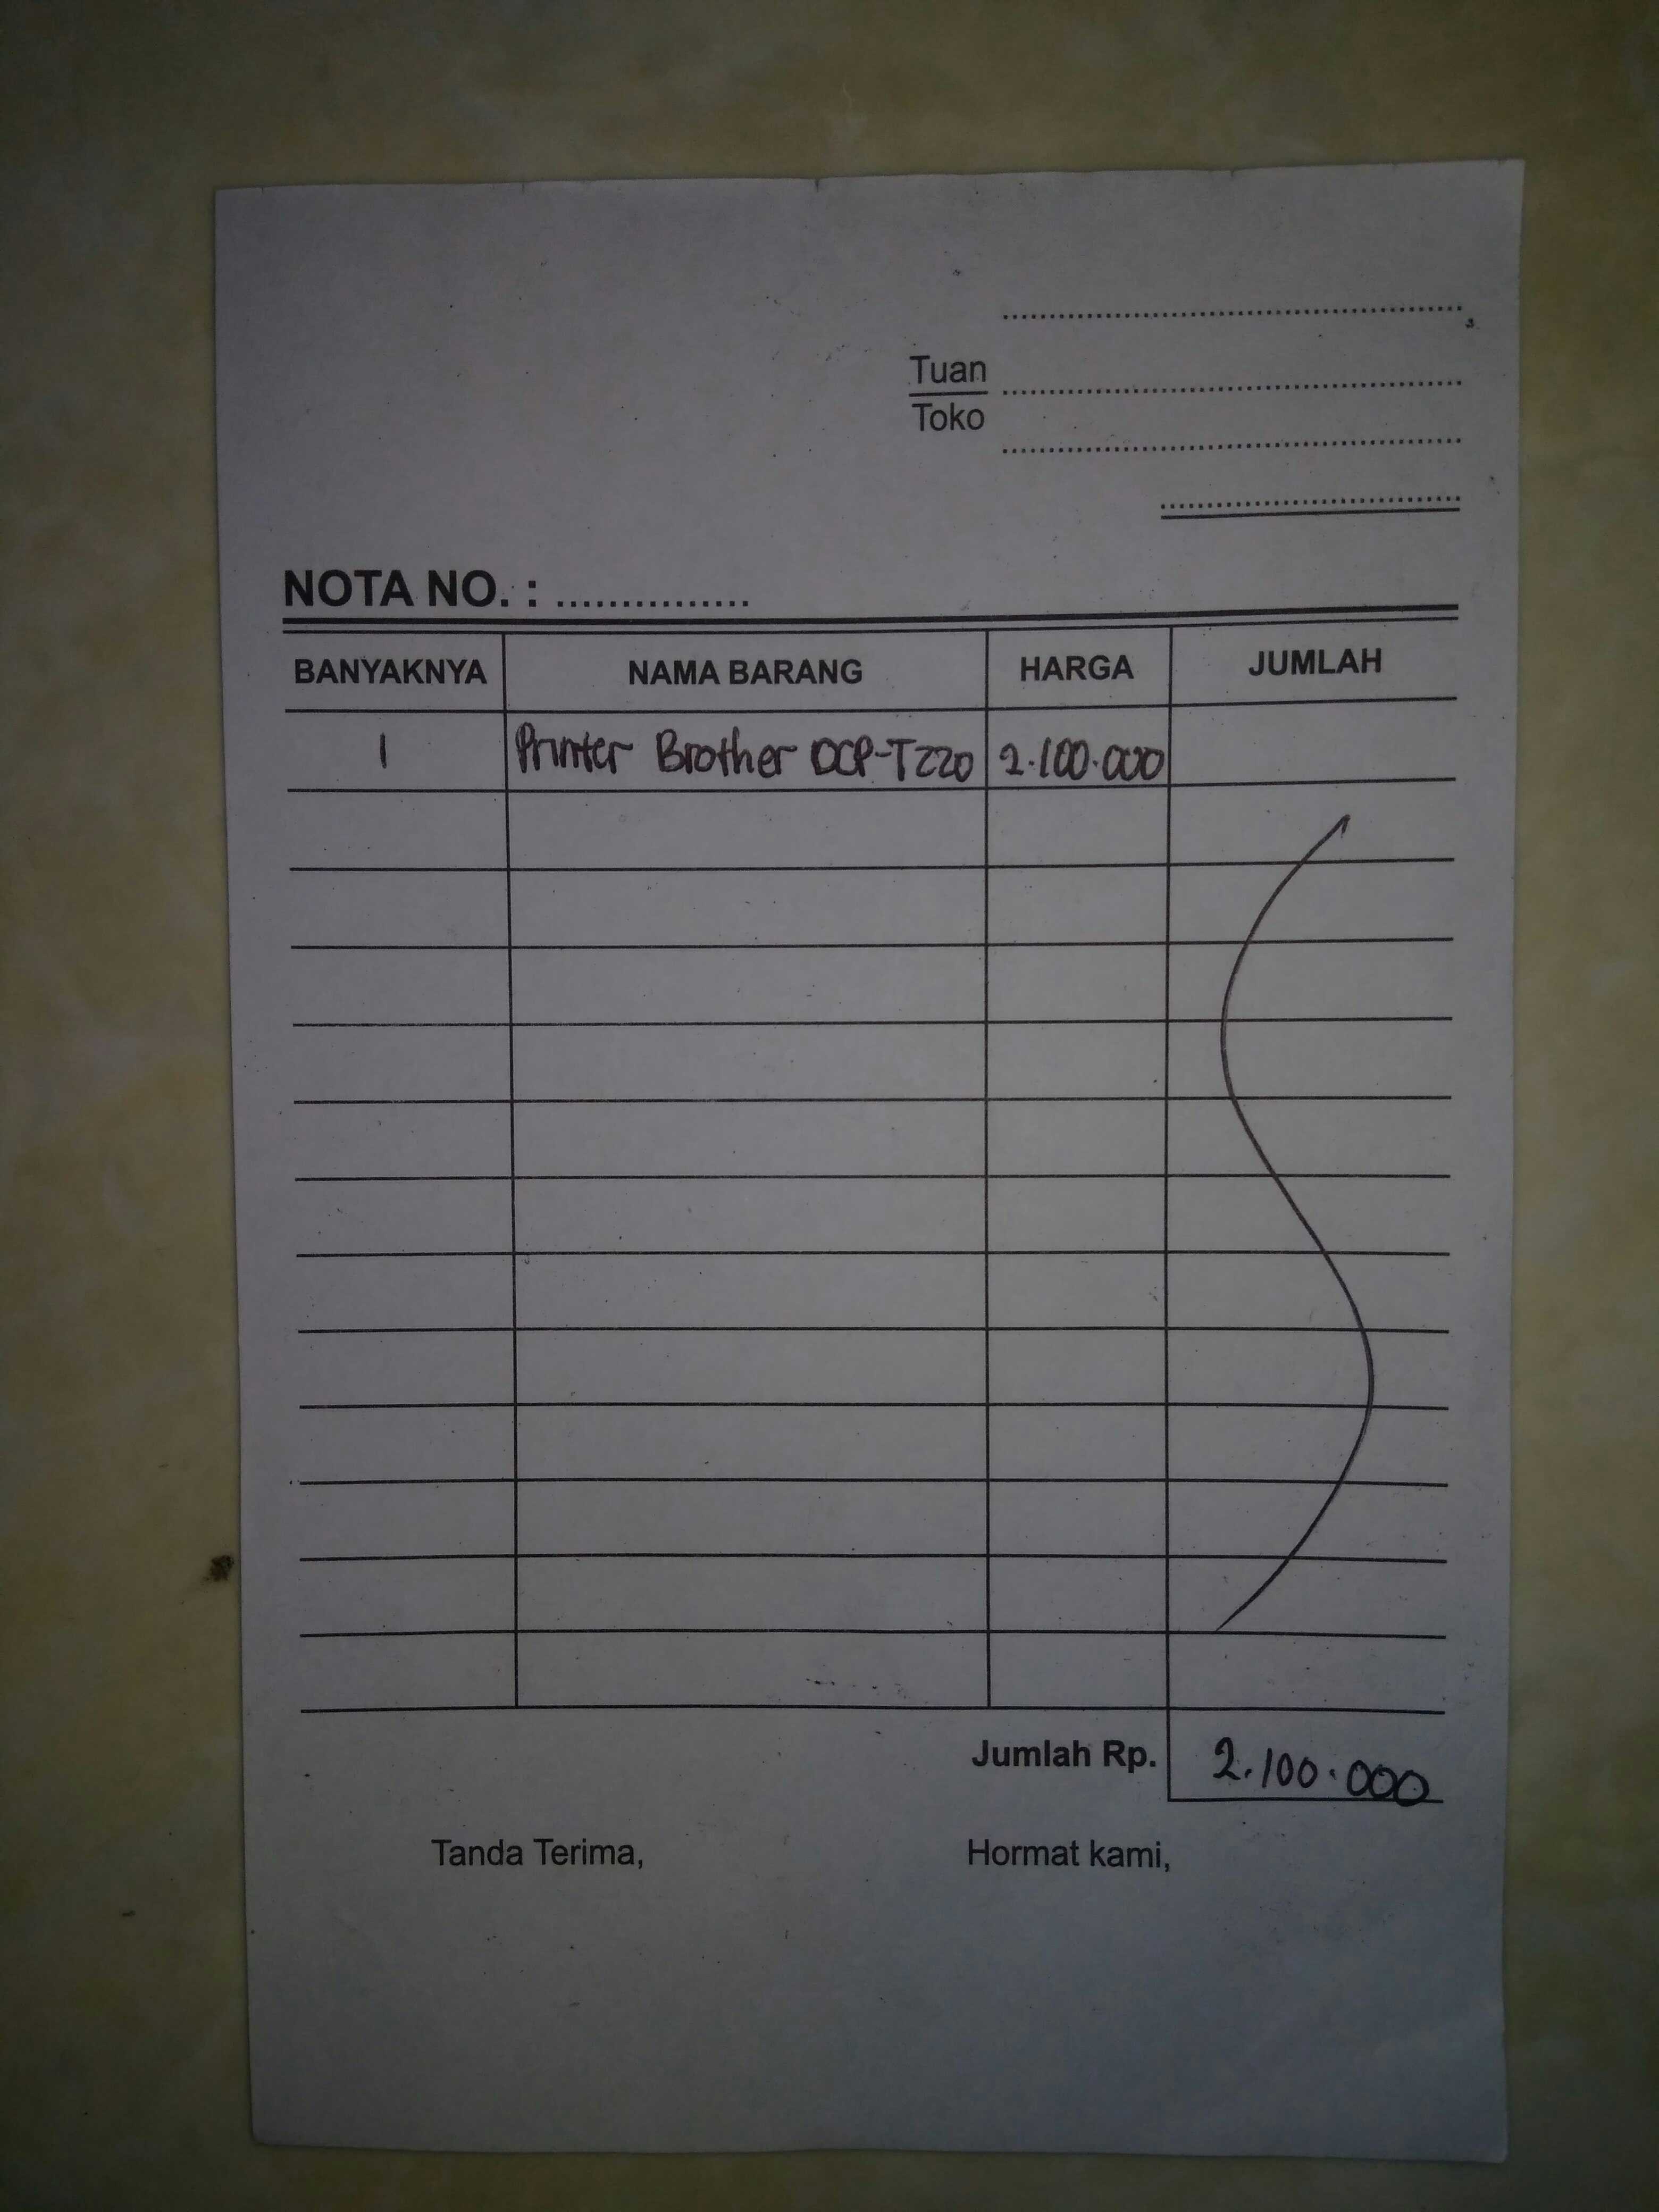 Tuan
Toko
NOTA NO. : ...............
BANYAKNYA NAMA BARANG HARGA JUMLAH
1 Printer Brother DCP-T220 2.100.000
Jumlah Rp. 2.100.000
Tanda Terima, Hormat kami,